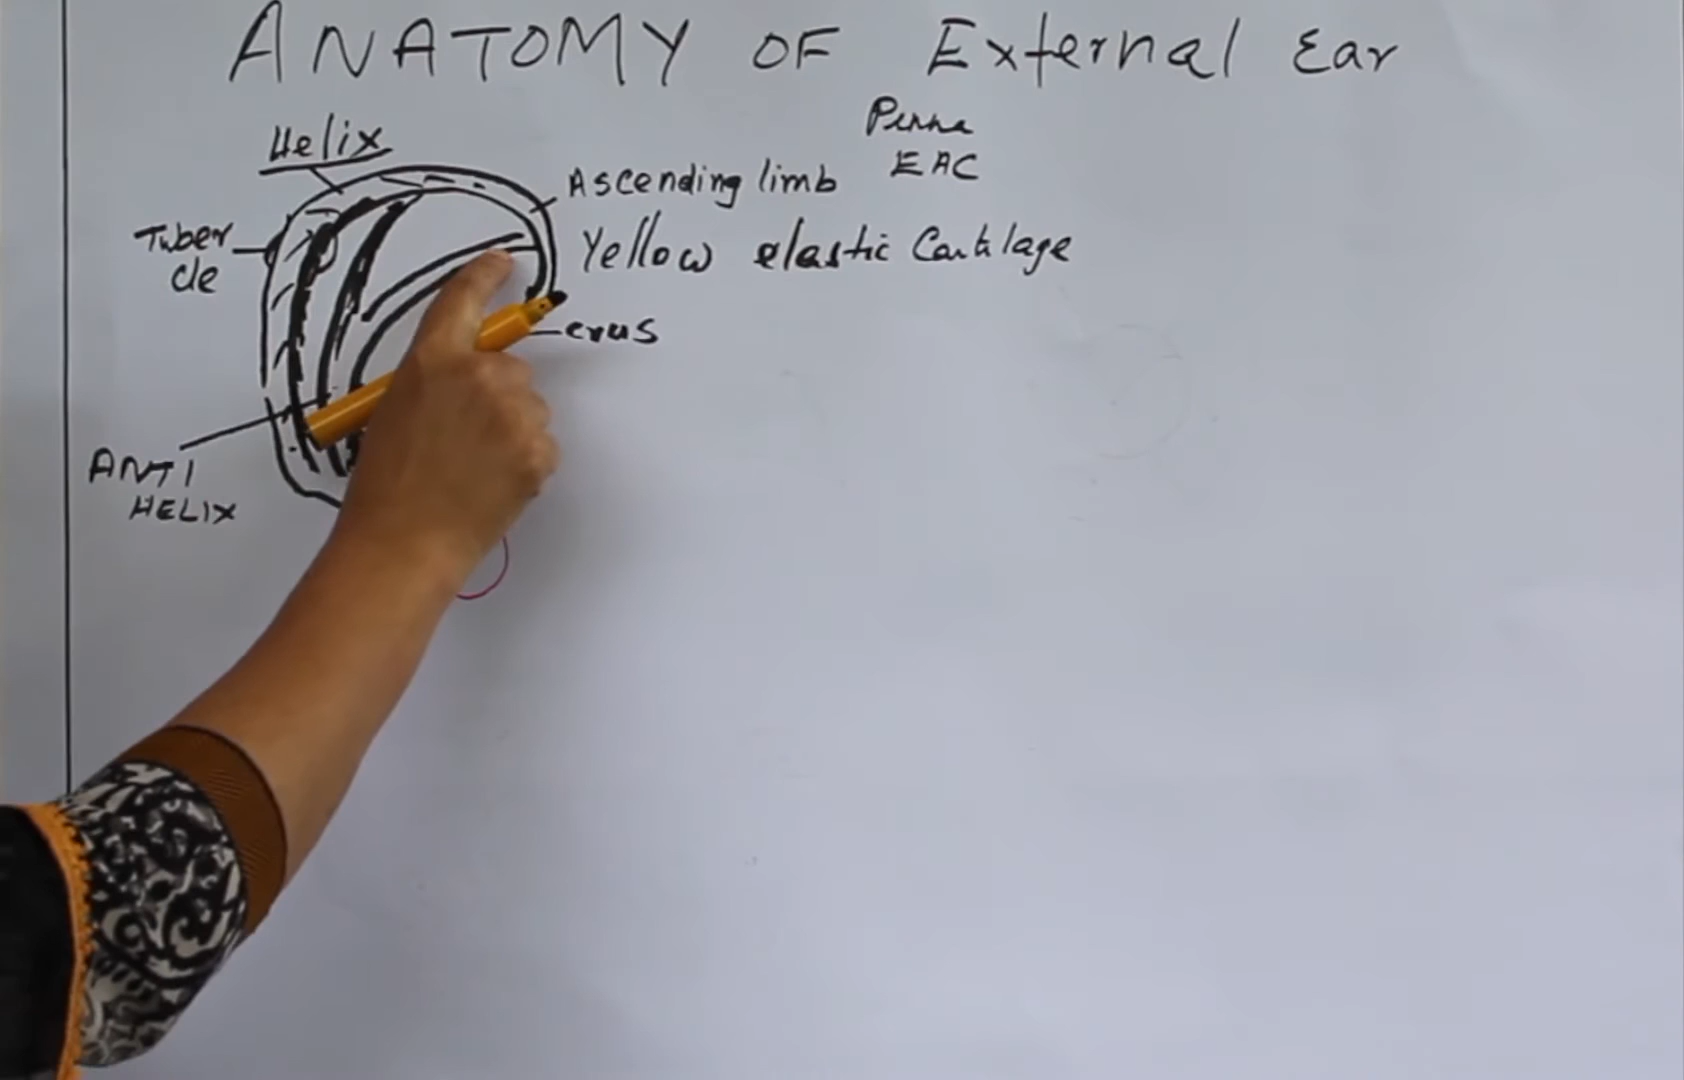 ANATOMY OF External Ear
Pinna
EAC
Helix
Ascending limb
Tuber
cle
Yellow elastic Cartilage
crus
ANTI
HELIX